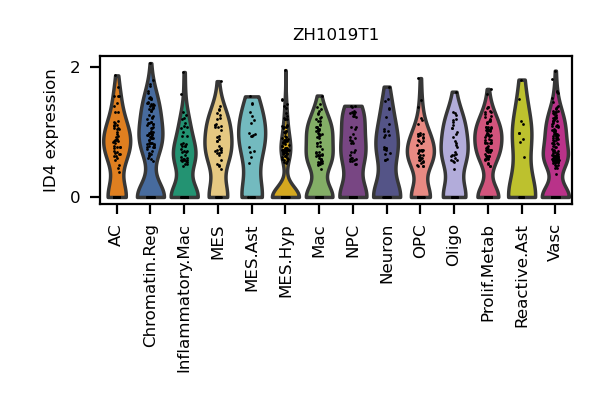 ZH1019T1
ID4 expression
2
0
AC
Chromatin.Reg
Inflammatory.Mac
MES
MES.Ast
MES.Hyp
Mac
NPC
Neuron
OPC
Oligo
Prolif.Metab
Reactive.Ast
Vasc